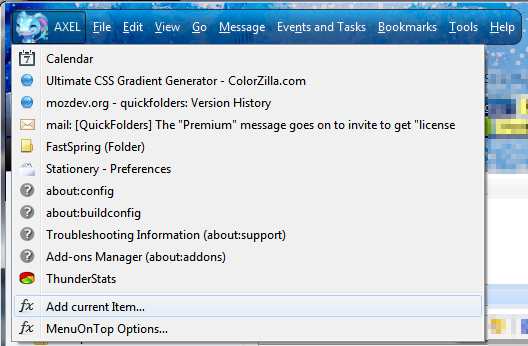 AXEL File Edit View Go Message Events and Tasks Bookmarks Tools Help
7 Calendar
Ultimate CSS Gradient Generator - ColorZilla.com
mozdev.org - quickfolders: Version History
mail: [QuickFolders] The "Premium" message goes on to invite to get "license
FastSpring (Folder)
Stationery - Preferences
? about:config
? about:buildconfig
? Troubleshooting Information (about:support)
? Add-ons Manager (about:addons)
ThunderStats
fx Add current Item...
fx MenuOnTop Options...